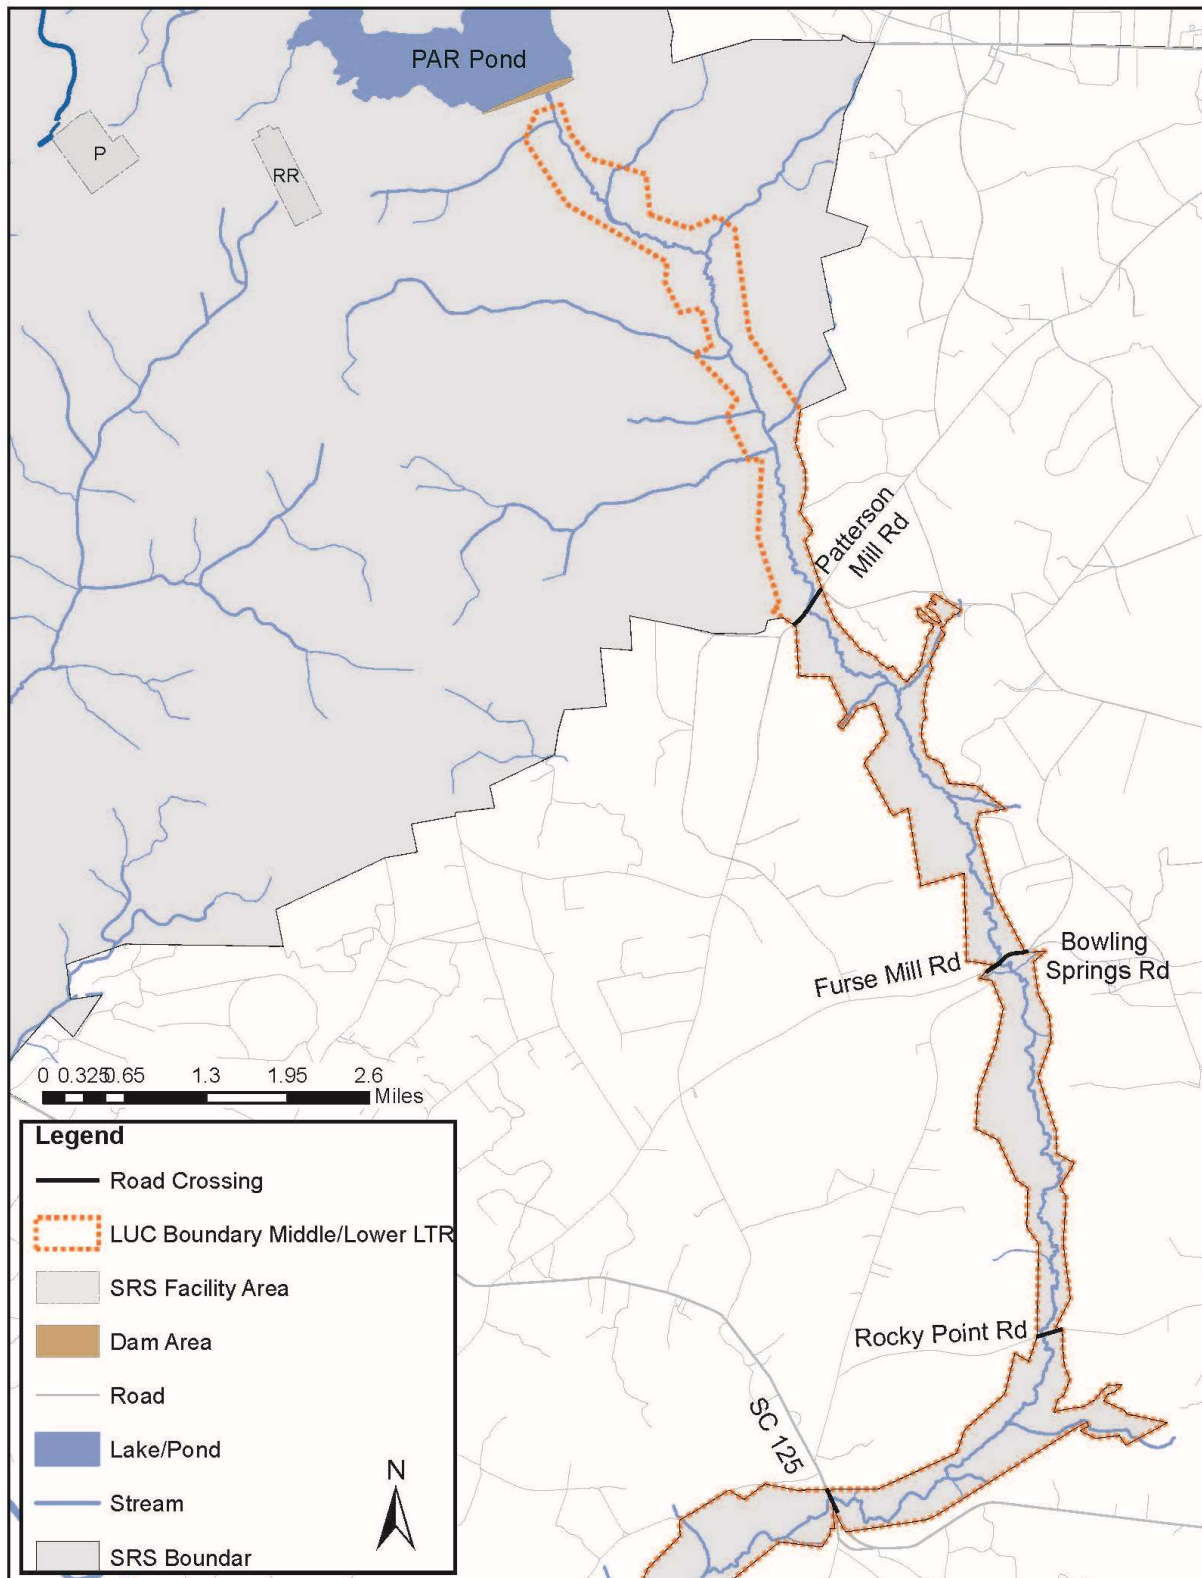 PAR Pond
P
RR
Patterson
Mill Rd
Bowling
Springs Rd
Furse Mill Rd
0 0.325 0.65 1.3 1.95 2.6
Miles
Rocky Point Rd
SC 125
Legend
Road Crossing
LUC Boundary Middle/Lower LTR
SRS Facility Area
Dam Area
Road
Lake/Pond
Stream
SRS Boundar
N